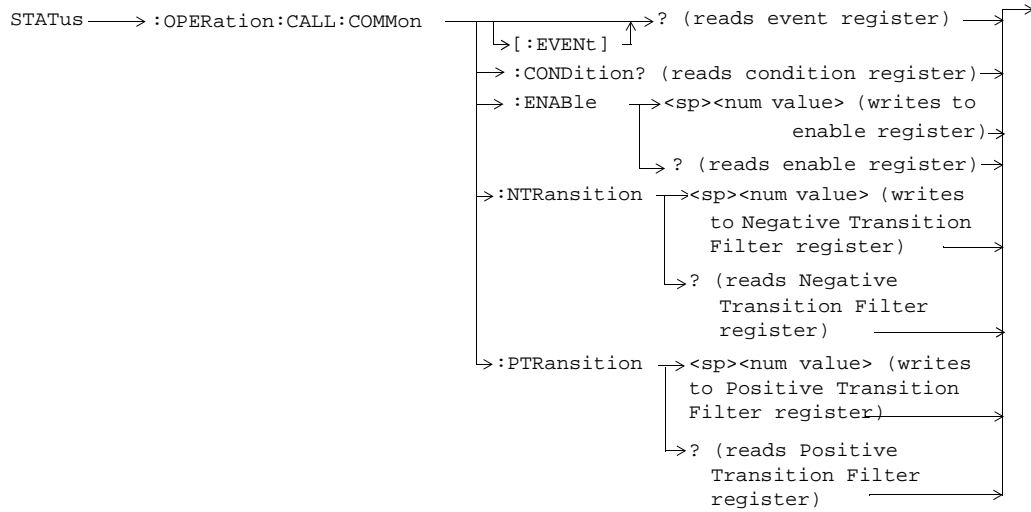 STATus :OPERation:CALL:COMMon ? (reads event register)
[:EVENt]
:CONDition? (reads condition register)
:ENABle <sp><num value> (writes to
enable register)
? (reads enable register)
:NTRansition <sp><num value> (writes
to Negative Transition
Filter register)
? (reads Negative
Transition Filter
register)
:PTRansition <sp><num value> (writes
to Positive Transition
Filter register)
? (reads Positive
Transition Filter
register)